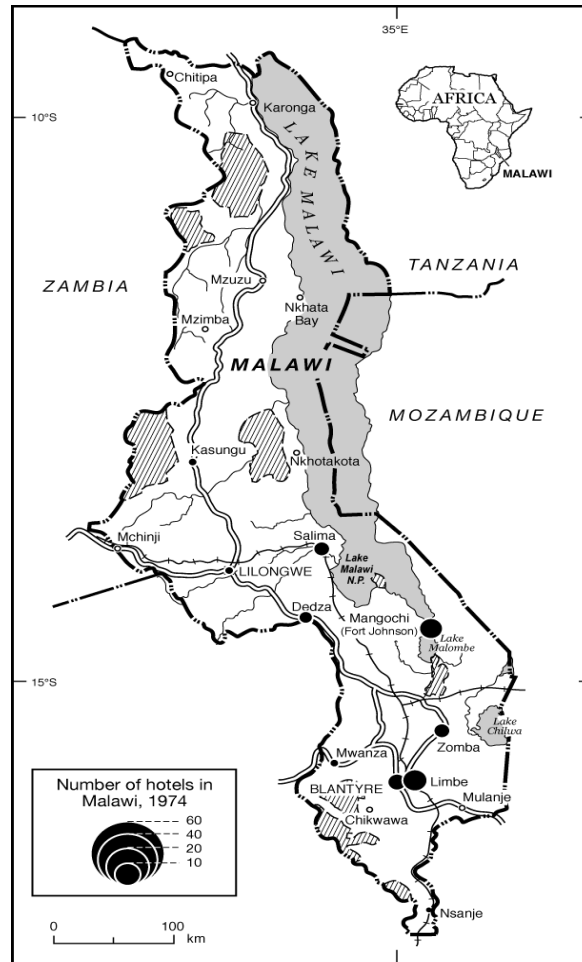 35°E
Chitipa
10°S
Karonga
AFRICA
MALAWI
LAKE MALAWI
ZAMBIA
TANZANIA
Mzuzu
Nkhata
Bay
Mzimba
MALAWI
MOZAMBIQUE
Kasungu
Nkhotakota
Mchinji
Salima
Lake
Malawi
N.P.
LILONGWE
Dedza
Mangochi
(Fort Johnson)
Lake
Malombe
15°S
Lake
Chilwa
Zomba
Mwanza
BLANTYRE
Limbe
Mulanje
Chikwawa
Number of hotels in
Malawi, 1974
60
40
20
10
Nsanje
0
100
km